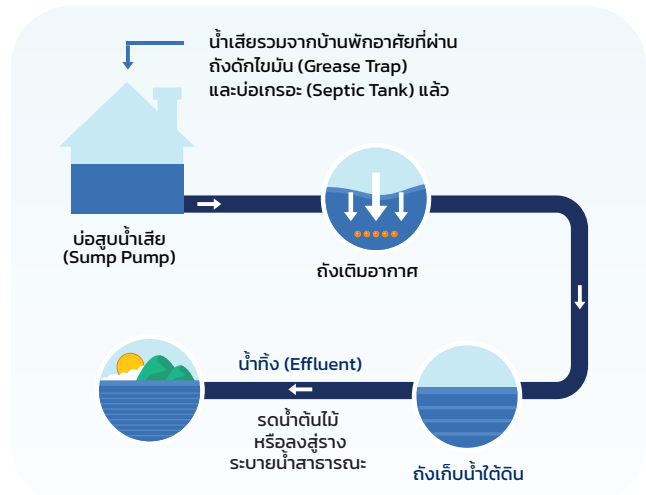 น้ำเสียรวมจากบ้านพักอาศัยที่ผ่าน
ถังดักไขมัน (Grease Trap)
และบ่อเกรอะ (Septic Tank) แล้ว
บ่อสูบน้ำเสีย
(Sump Pump)
ถังเติมอากาศ
น้ำทิ้ง (Effluent)
รดน้ำต้นไม้
หรือลงสู่ราง
ระบายน้ำสาธารณะ
ถังเก็บน้ำใต้ดิน